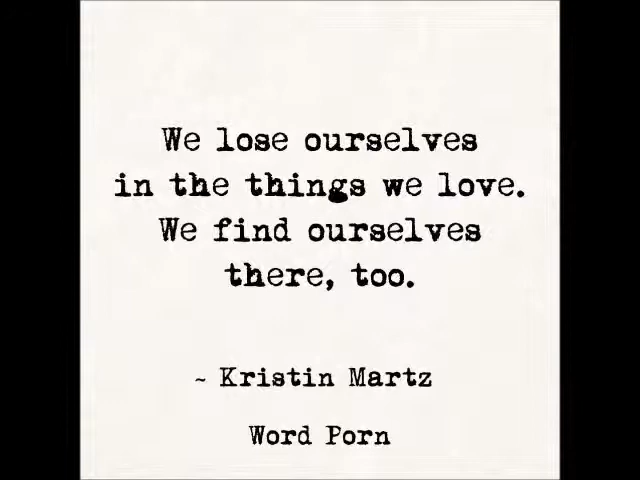 We lose ourselves
in the things we love.
We find ourselves
there, too.
~ Kristin Martz
Word Porn